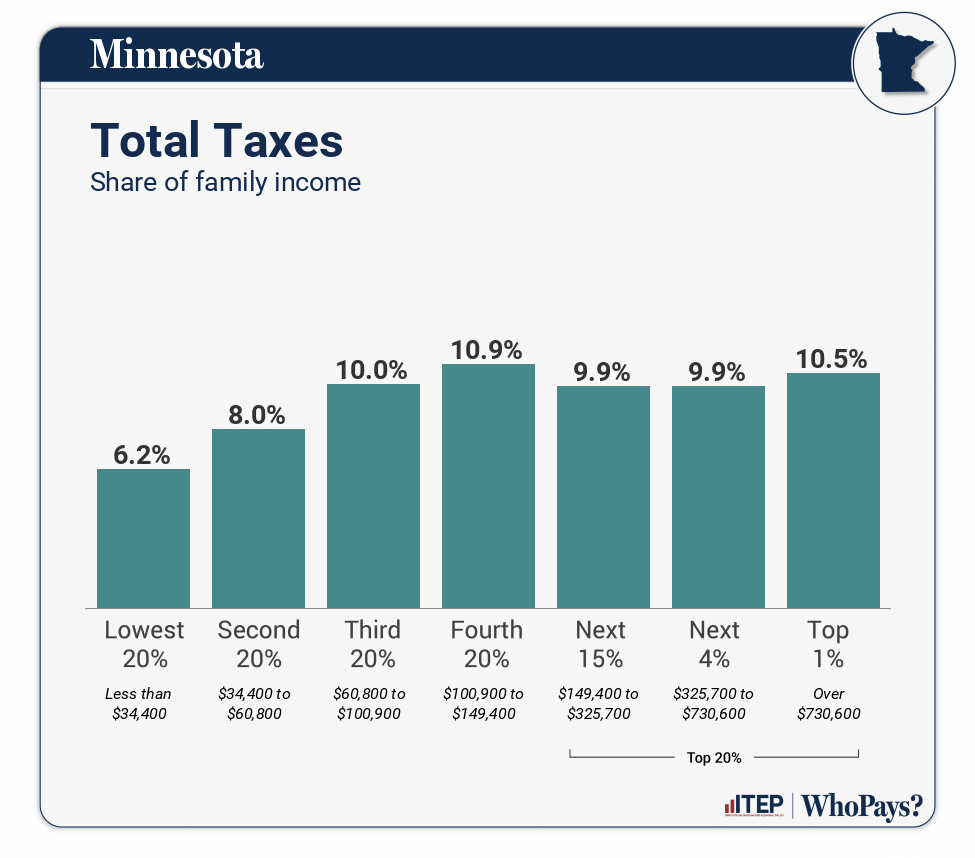 Minnesota
Total Taxes
Share of family income
6.2%
8.0%
10.0%
10.9%
9.9%
9.9%
10.5%
Lowest 20%
Second 20%
Third 20%
Fourth 20%
Next 15%
Next 4%
Top 1%
Less than $34,400
$34,400 to $60,800
$60,800 to $100,900
$100,900 to $149,400
$149,400 to $325,700
$325,700 to $730,600
Over $730,600
Top 20%
ITEP
WhoPays?